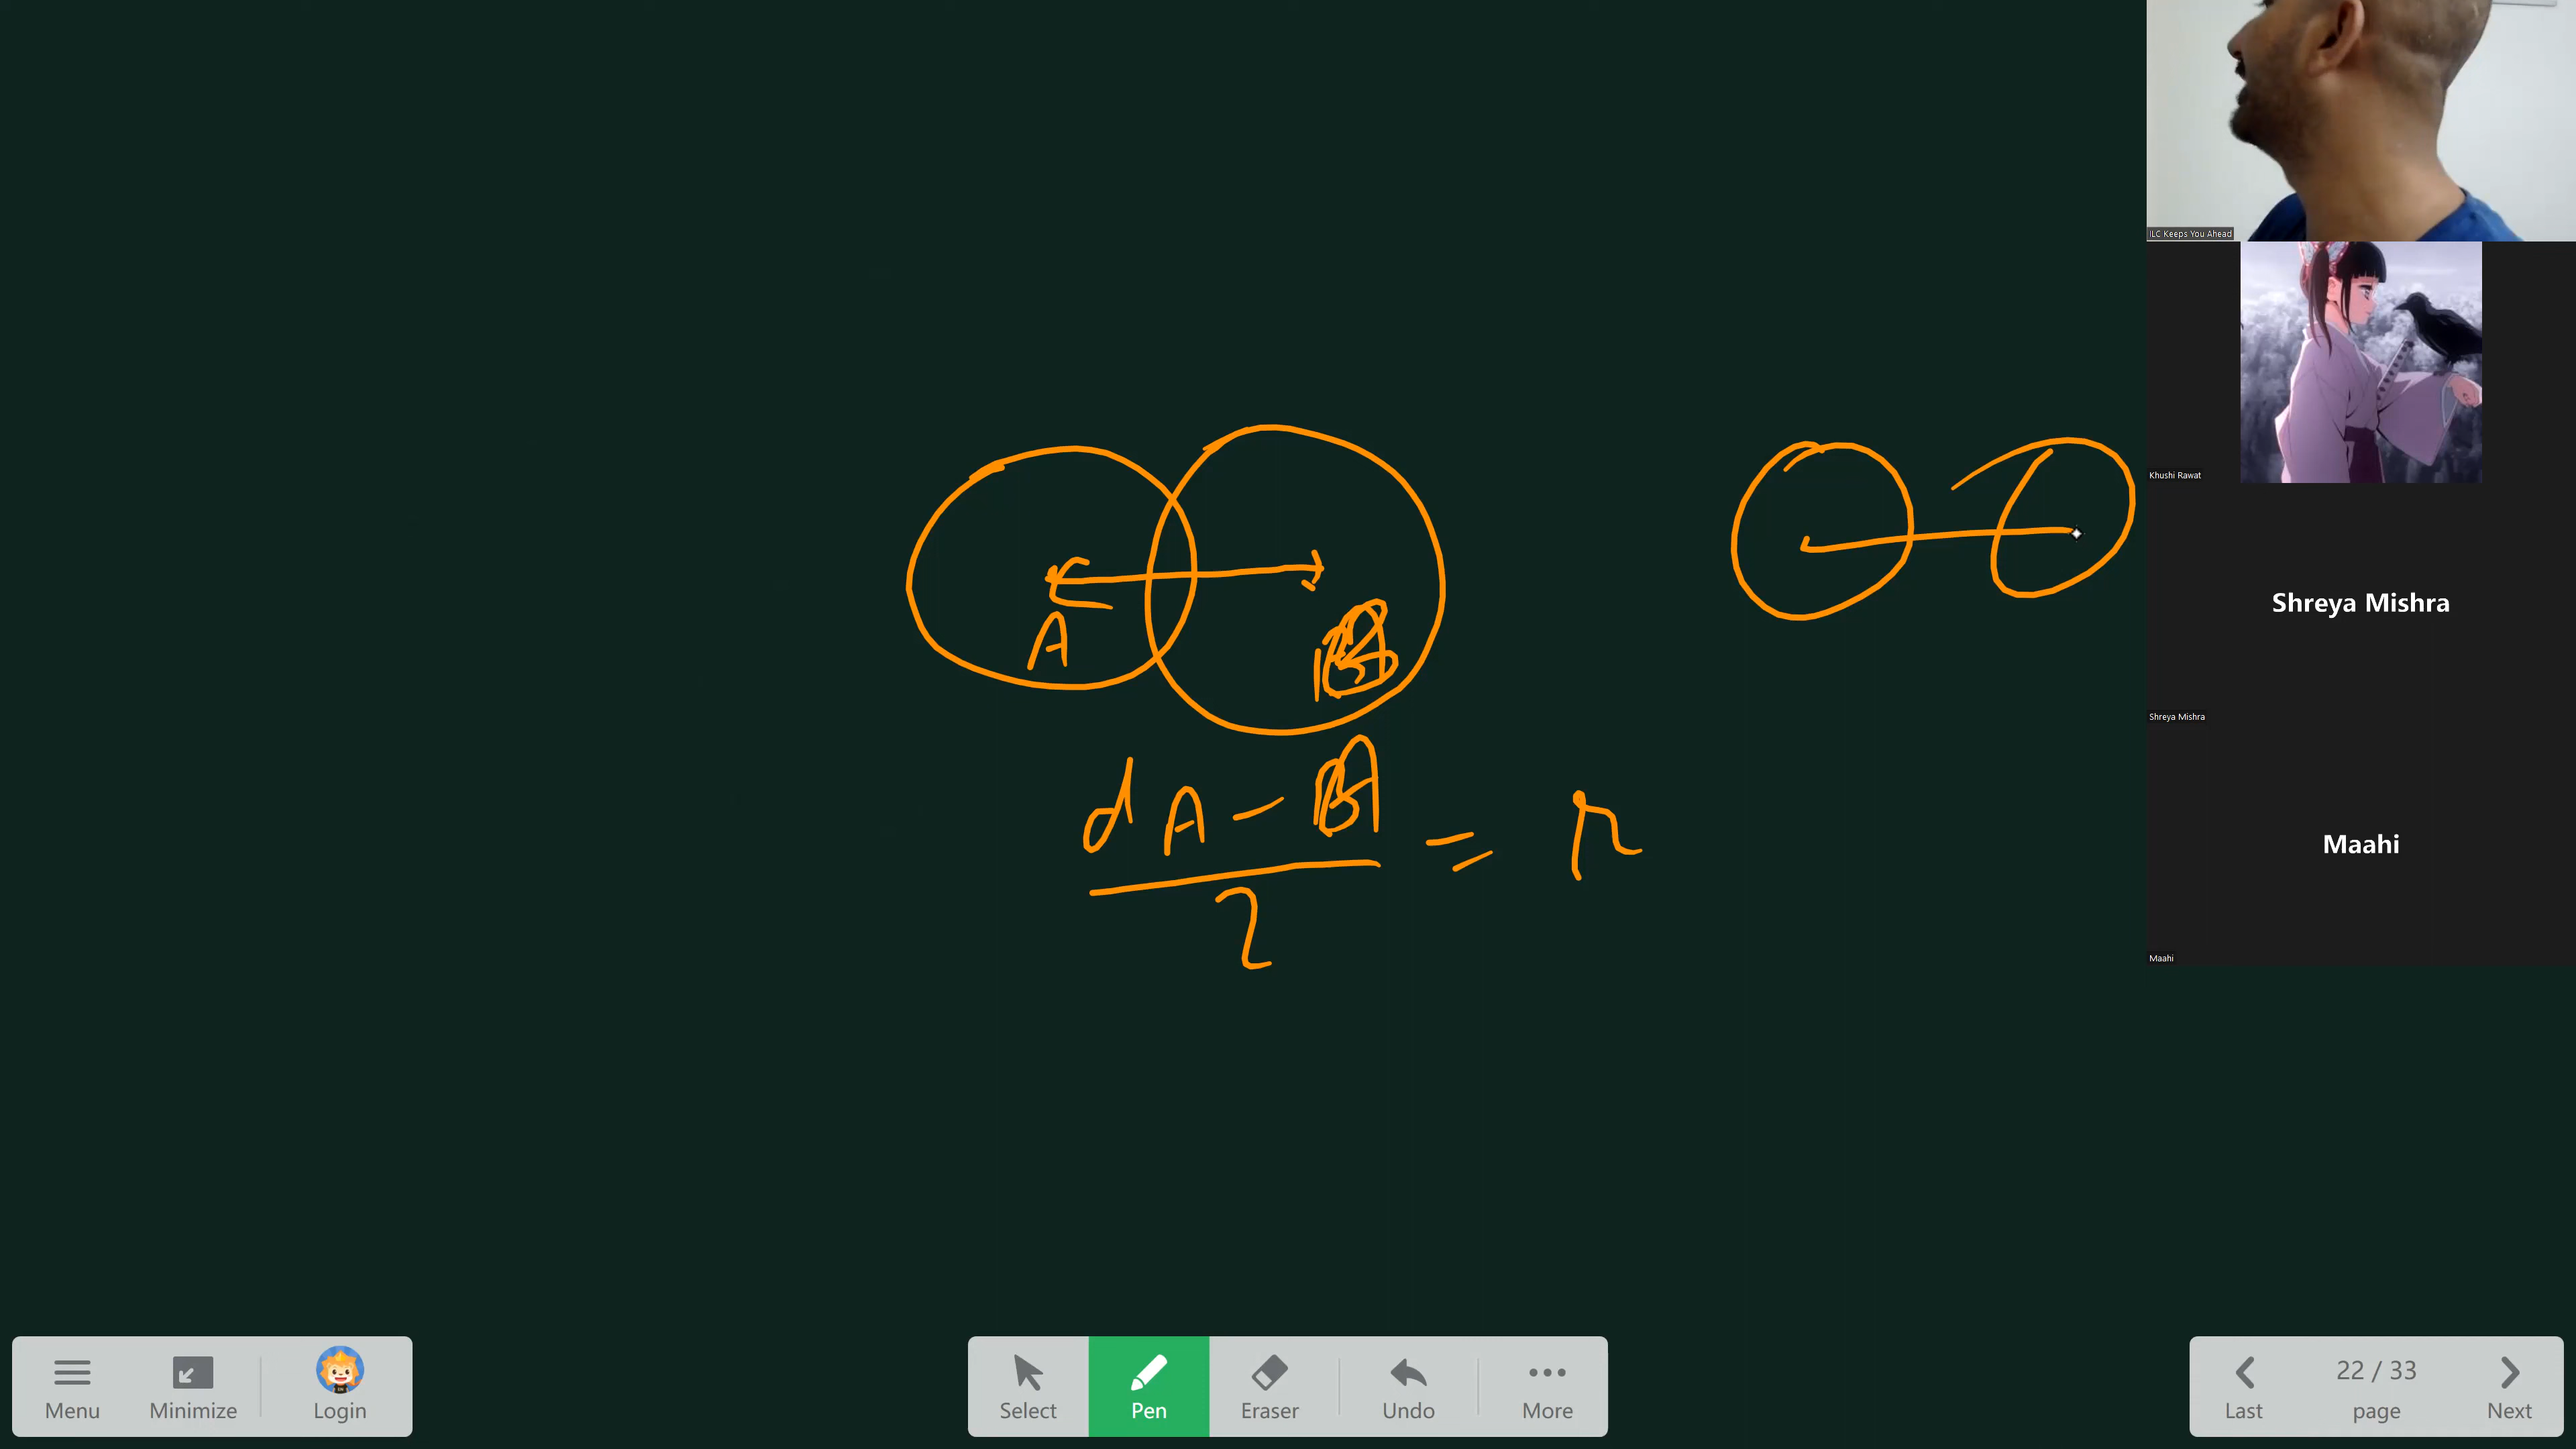 ILC Keeps You Ahead
Khushi Rawat
Shreya Mishra
Shreya Mishra
Maahi
Maahi
A
d A - A
2
= r
Menu
Minimize
Login
Select
Pen
Eraser
Undo
More
Last
22 / 33
page
Next